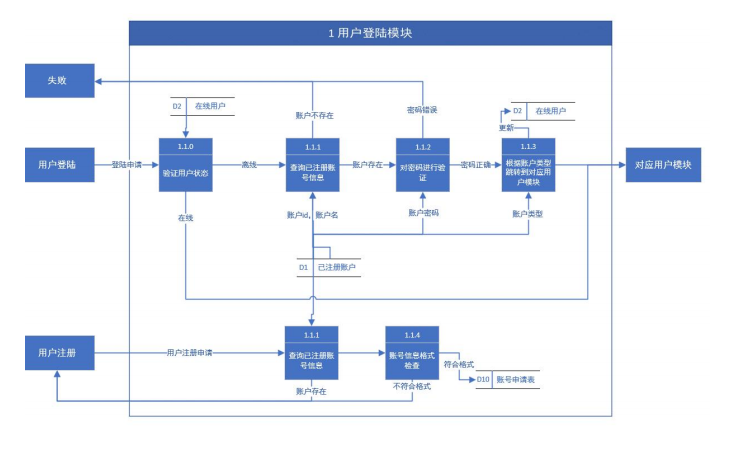 1 用户登陆模块
失败
D2 在线用户
账户不存在
密码错误
D2 在线用户
更新
用户登陆
登陆申请
1.1.0
验证用户状态
离线
1.1.1
查询已注册账
号信息
账户存在
1.1.2
对密码进行验
证
密码正确
1.1.3
根据账户类型
跳转到对应用
户模块
对应用户模块
在线
账户id，账户名
账户密码
账户类型
D1 已注册账户
用户注册
用户注册申请
1.1.1
查询已注册账
号信息
1.1.4
账号信息格式
检查
符合格式
D10 账号申请表
账户存在
不符合格式